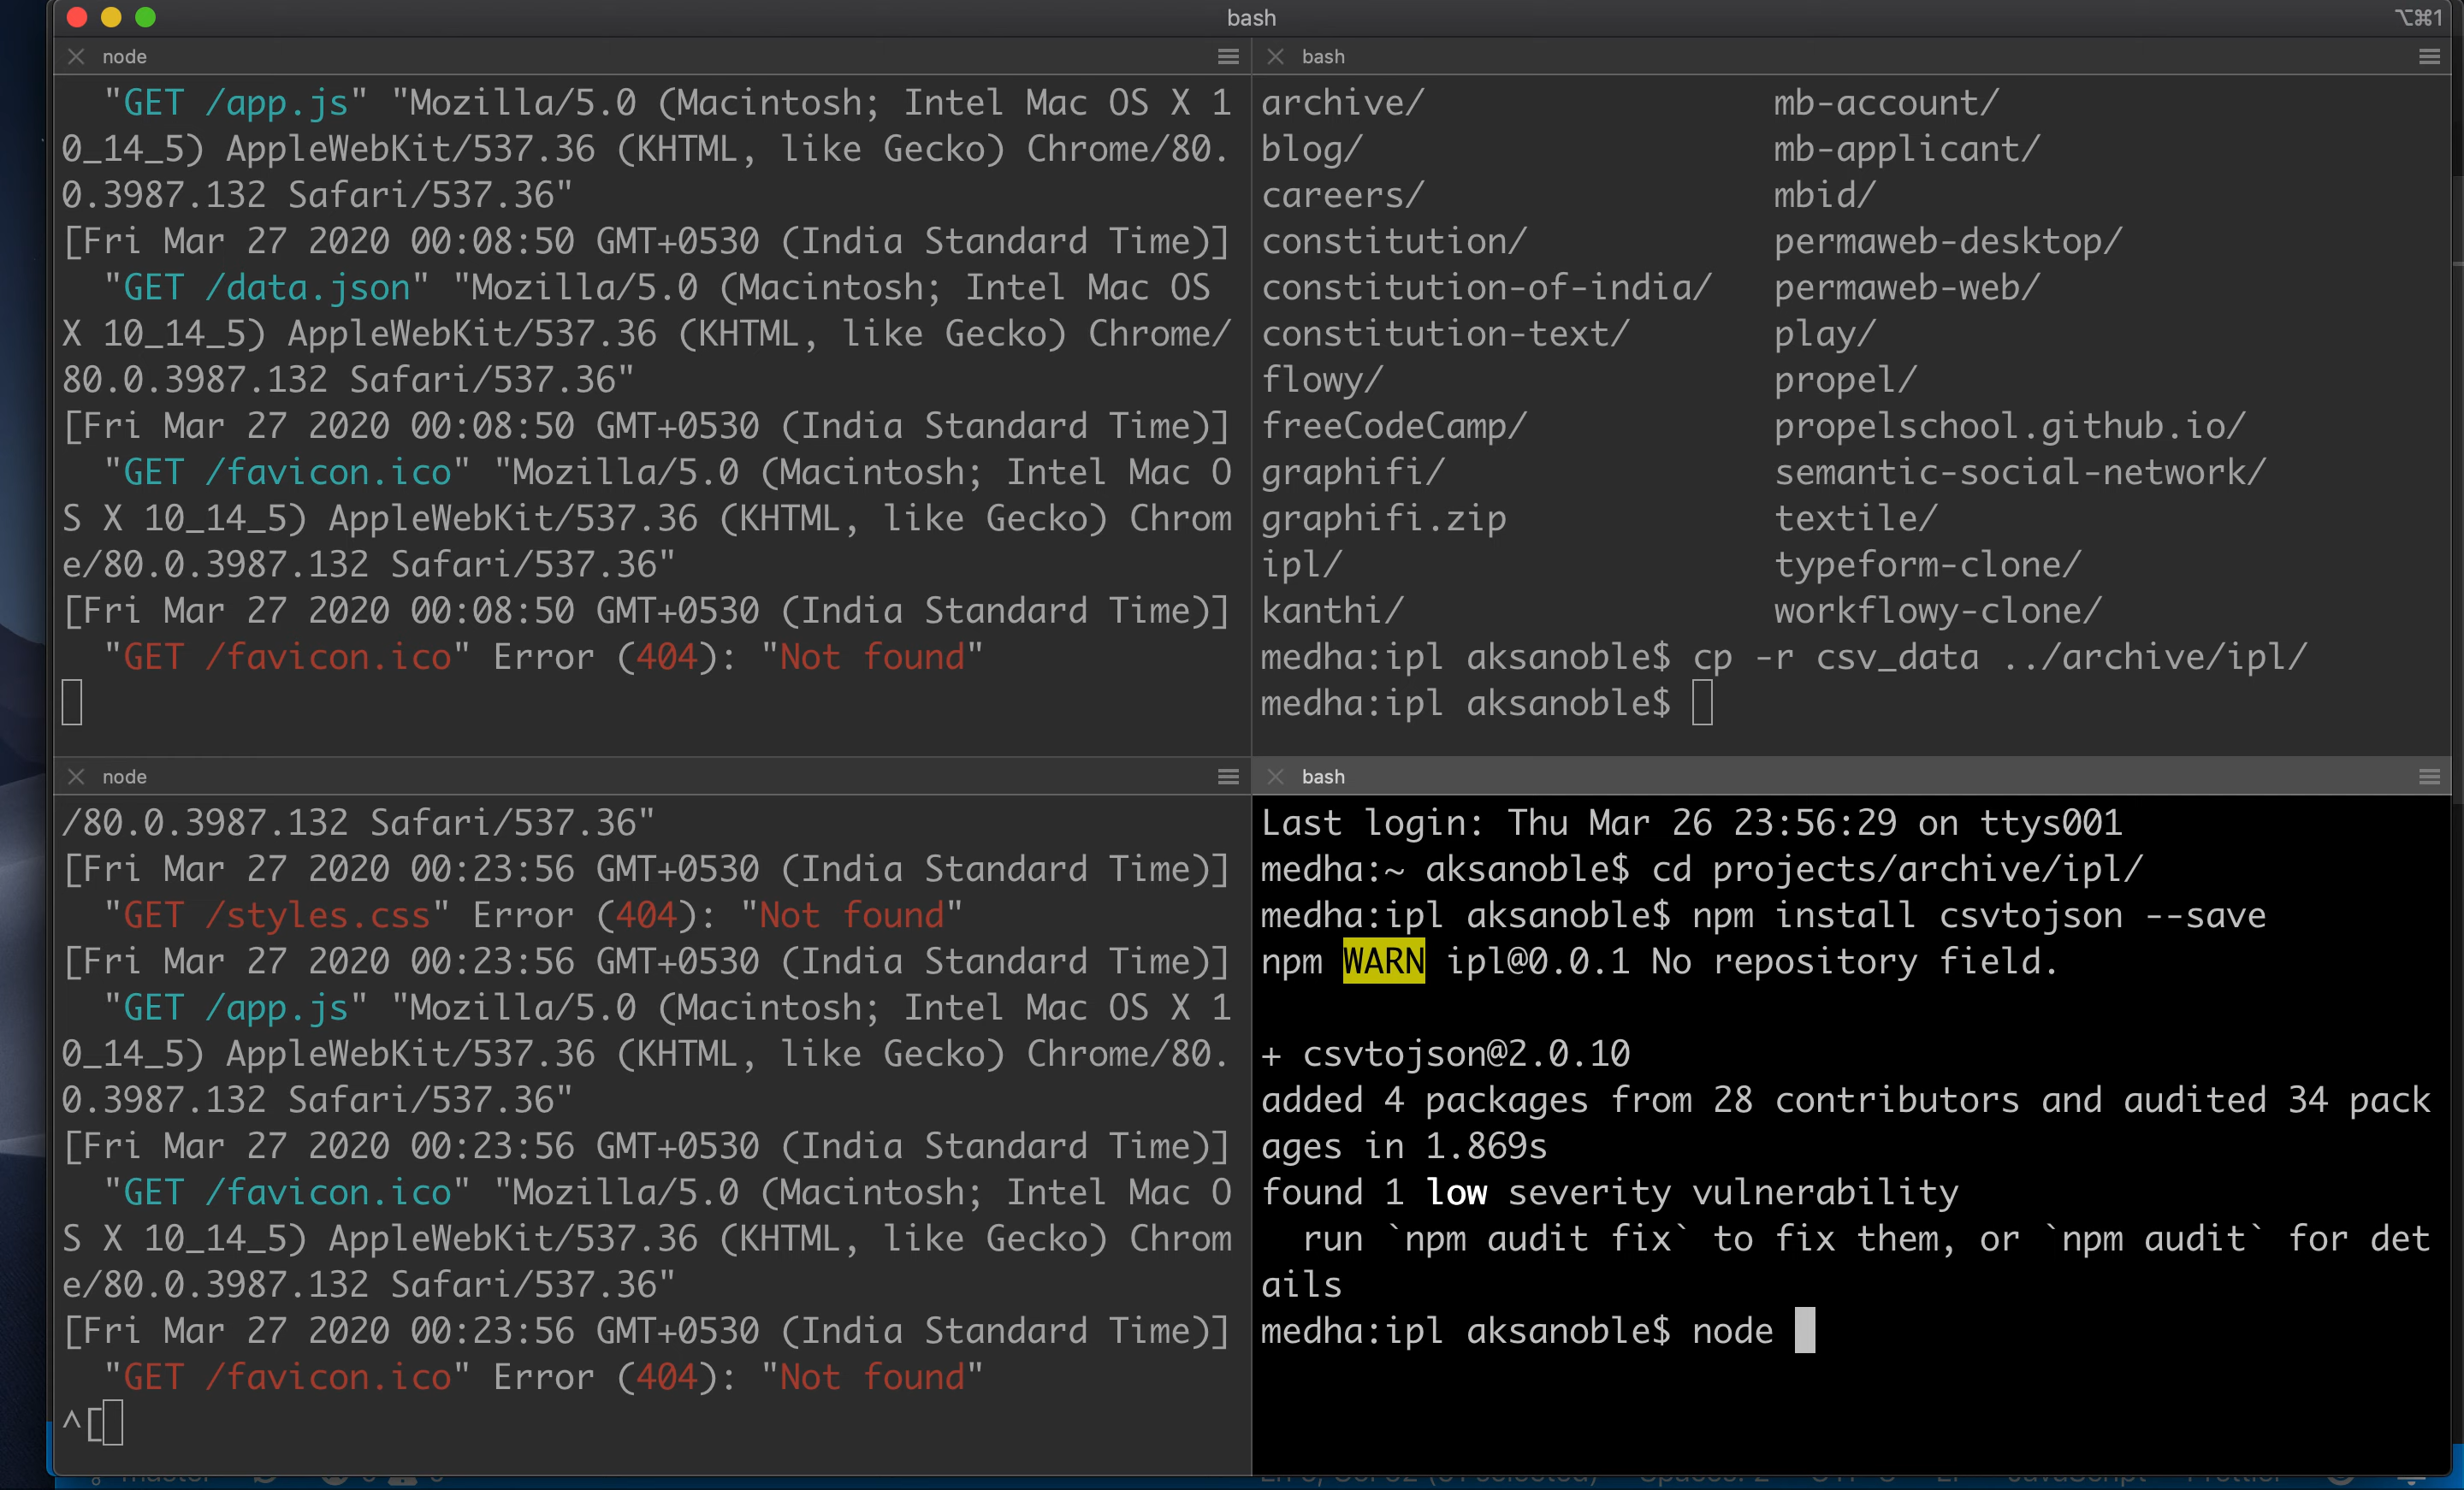 bash
⌥⌘1
node
"GET /app.js" "Mozilla/5.0 (Macintosh; Intel Mac OS X 1
0_14_5) AppleWebKit/537.36 (KHTML, like Gecko) Chrome/80.
0.3987.132 Safari/537.36"
[Fri Mar 27 2020 00:08:50 GMT+0530 (India Standard Time)]
"GET /data.json" "Mozilla/5.0 (Macintosh; Intel Mac OS
X 10_14_5) AppleWebKit/537.36 (KHTML, like Gecko) Chrome/
80.0.3987.132 Safari/537.36"
[Fri Mar 27 2020 00:08:50 GMT+0530 (India Standard Time)]
"GET /favicon.ico" "Mozilla/5.0 (Macintosh; Intel Mac O
S X 10_14_5) AppleWebKit/537.36 (KHTML, like Gecko) Chrom
e/80.0.3987.132 Safari/537.36"
[Fri Mar 27 2020 00:08:50 GMT+0530 (India Standard Time)]
"GET /favicon.ico" Error (404): "Not found"
bash
archive/ mb-account/
blog/ mb-applicant/
careers/ mbid/
constitution/ permaweb-desktop/
constitution-of-india/ permaweb-web/
constitution-text/ play/
flowy/ propel/
freeCodeCamp/ propelschool.github.io/
graphifi/ semantic-social-network/
graphifi.zip textile/
ipl/ typeform-clone/
kanthi/ workflowy-clone/
medha:ipl aksanoble$ cp -r csv_data ../archive/ipl/
medha:ipl aksanoble$
node
/80.0.3987.132 Safari/537.36"
[Fri Mar 27 2020 00:23:56 GMT+0530 (India Standard Time)]
"GET /styles.css" Error (404): "Not found"
[Fri Mar 27 2020 00:23:56 GMT+0530 (India Standard Time)]
"GET /app.js" "Mozilla/5.0 (Macintosh; Intel Mac OS X 1
0_14_5) AppleWebKit/537.36 (KHTML, like Gecko) Chrome/80.
0.3987.132 Safari/537.36"
[Fri Mar 27 2020 00:23:56 GMT+0530 (India Standard Time)]
"GET /favicon.ico" "Mozilla/5.0 (Macintosh; Intel Mac O
S X 10_14_5) AppleWebKit/537.36 (KHTML, like Gecko) Chrom
e/80.0.3987.132 Safari/537.36"
[Fri Mar 27 2020 00:23:56 GMT+0530 (India Standard Time)]
"GET /favicon.ico" Error (404): "Not found"
^[
bash
Last login: Thu Mar 26 23:56:29 on ttys001
medha:~ aksanoble$ cd projects/archive/ipl/
medha:ipl aksanoble$ npm install csvtojson --save
npm WARN ipl@0.0.1 No repository field.
+ csvtojson@2.0.10
added 4 packages from 28 contributors and audited 34 pack
ages in 1.869s
found 1 low severity vulnerability
run `npm audit fix` to fix them, or `npm audit` for det
ails
medha:ipl aksanoble$ node